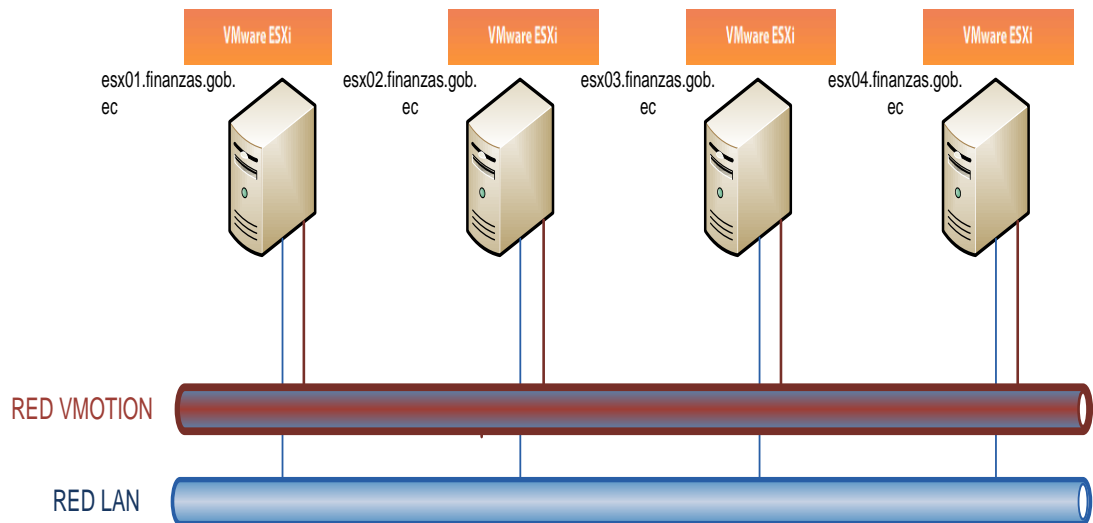 VMware ESXi
VMware ESXi
VMware ESXi
VMware ESXi
esx01.finanzas.gob.
ec
esx02.finanzas.gob.
ec
esx03.finanzas.gob.
ec
esx04.finanzas.gob.
ec
RED VMOTION
RED LAN